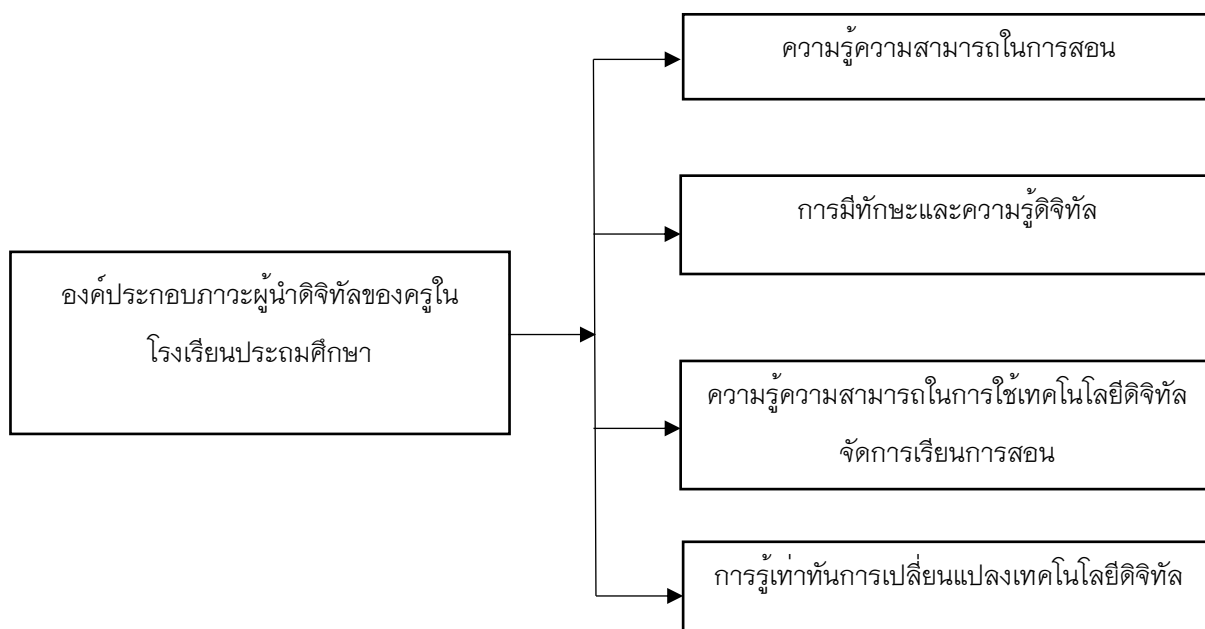 ความรู้ความสามารถในการสอน
การมีทักษะและความรู้ดิจิทัล
องค์ประกอบภาวะผู้นำดิจิทัลของครูใน
โรงเรียนประถมศึกษา
ความรู้ความสามารถในการใช้เทคโนโลยีดิจิทัล
จัดการเรียนการสอน
การรู้เท่าทันการเปลี่ยนแปลงเทคโนโลยีดิจิทัล